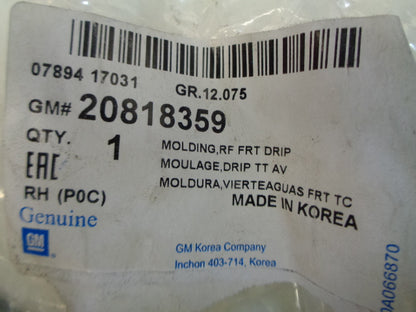 07894 17031
GR.12.075
GM# 20818359
QTY. 1
MOLDING,RF FRT DRIP
MOULAGE,DRIP TT AV
MOLDURA,VIERTEAGUAS FRT TC
EAC
RH (P0C)
MADE IN KOREA
Genuine
GM
GM Korea Company
Inchon 403-714, Korea
0A066870